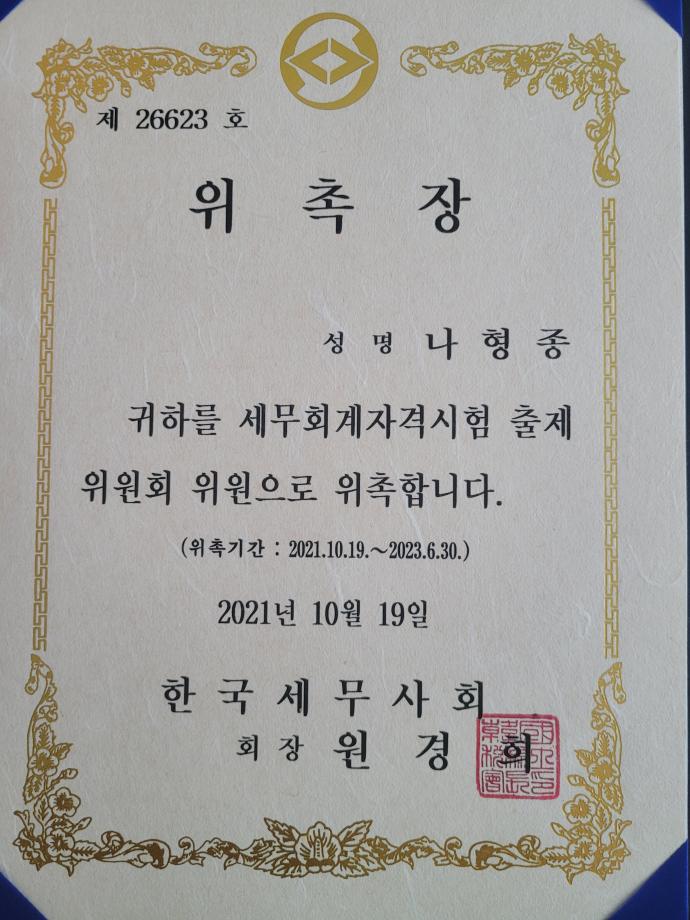 제 26623 호
위 촉 장
성 명 나 형 종
귀하를 세무회계자격시험 출제
위원회 위원으로 위촉합니다.
(위촉기간 : 2021.10.19.~2023.6.30.)
2021년 10월 19일
한 국 세 무 사 회
회 장 원 경 희